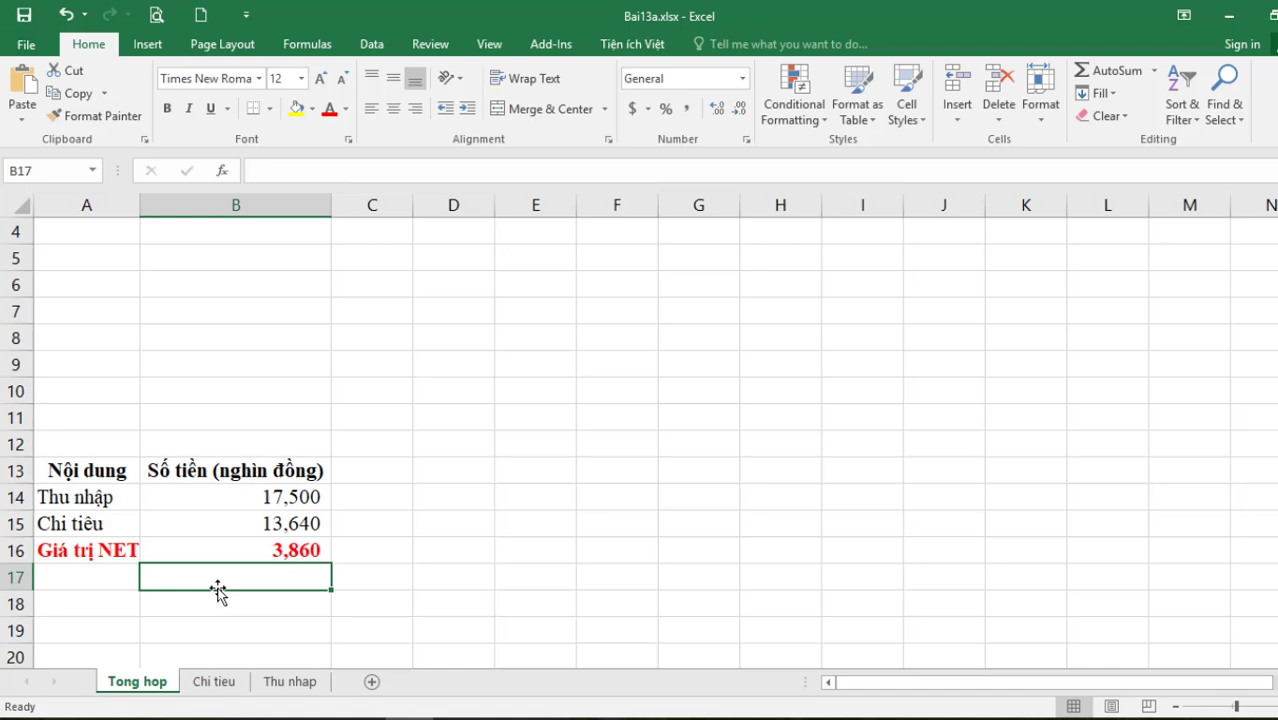 Bai13a.xlsx - Excel
File Home Insert Page Layout Formulas Data Review View Add-Ins Tiện ích Việt Tell me what you want to do... Sign in
Paste
Cut
Copy
Format Painter
Clipboard
Times New Roma 12
B I U A
Font
Wrap Text
Merge & Center
Alignment
General
$ % ,
Number
Conditional Formatting
Format as Table
Cell Styles
Styles
Insert
Delete
Format
Cells
AutoSum
Fill
Clear
Sort & Filter
Find & Select
Editing
B17 fx
A B C D E F G H I J K L M N
4
5
6
7
8
9
10
11
12
13 Nội dung Số tiền (nghìn đồng)
14 Thu nhập 17,500
15 Chi tiêu 13,640
16 Giá trị NET 3,860
17
18
19
20
Tong hop Chi tieu Thu nhap
Ready